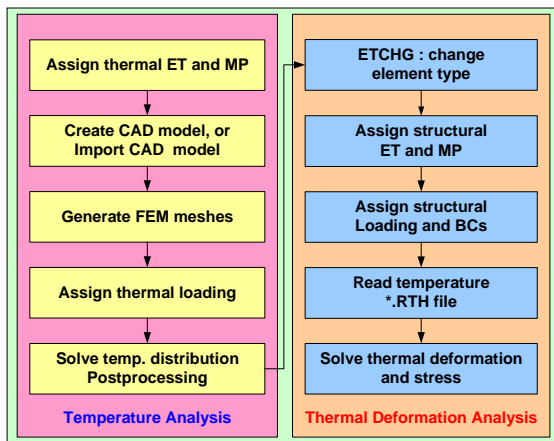 Assign thermal ET and MP
Create CAD model, or
Import CAD model
Generate FEM meshes
Assign thermal loading
Solve temp. distribution
Postprocessing
Temperature Analysis
ETCHG : change
element type
Assign structural
ET and MP
Assign structural
Loading and BCs
Read temperature
*.RTH file
Solve thermal deformation
and stress
Thermal Deformation Analysis